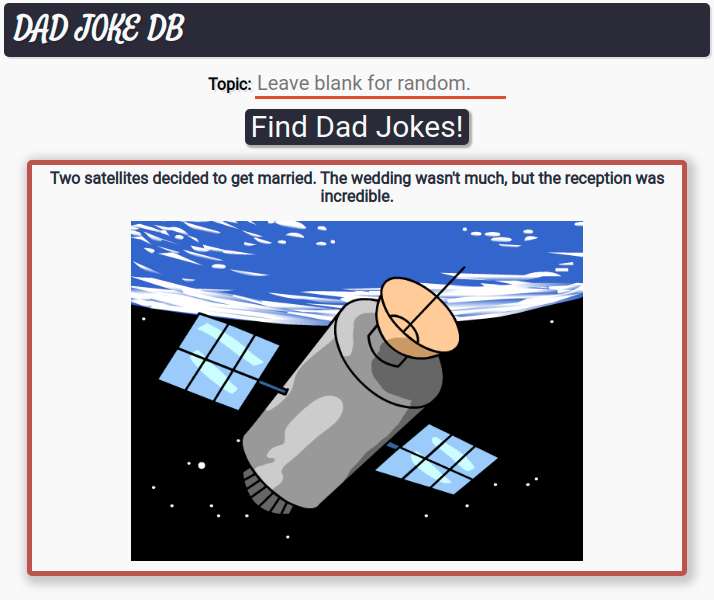 DAD JOKE DB
Topic: Leave blank for random.
Find Dad Jokes!
Two satellites decided to get married. The wedding wasn't much, but the reception was
incredible.